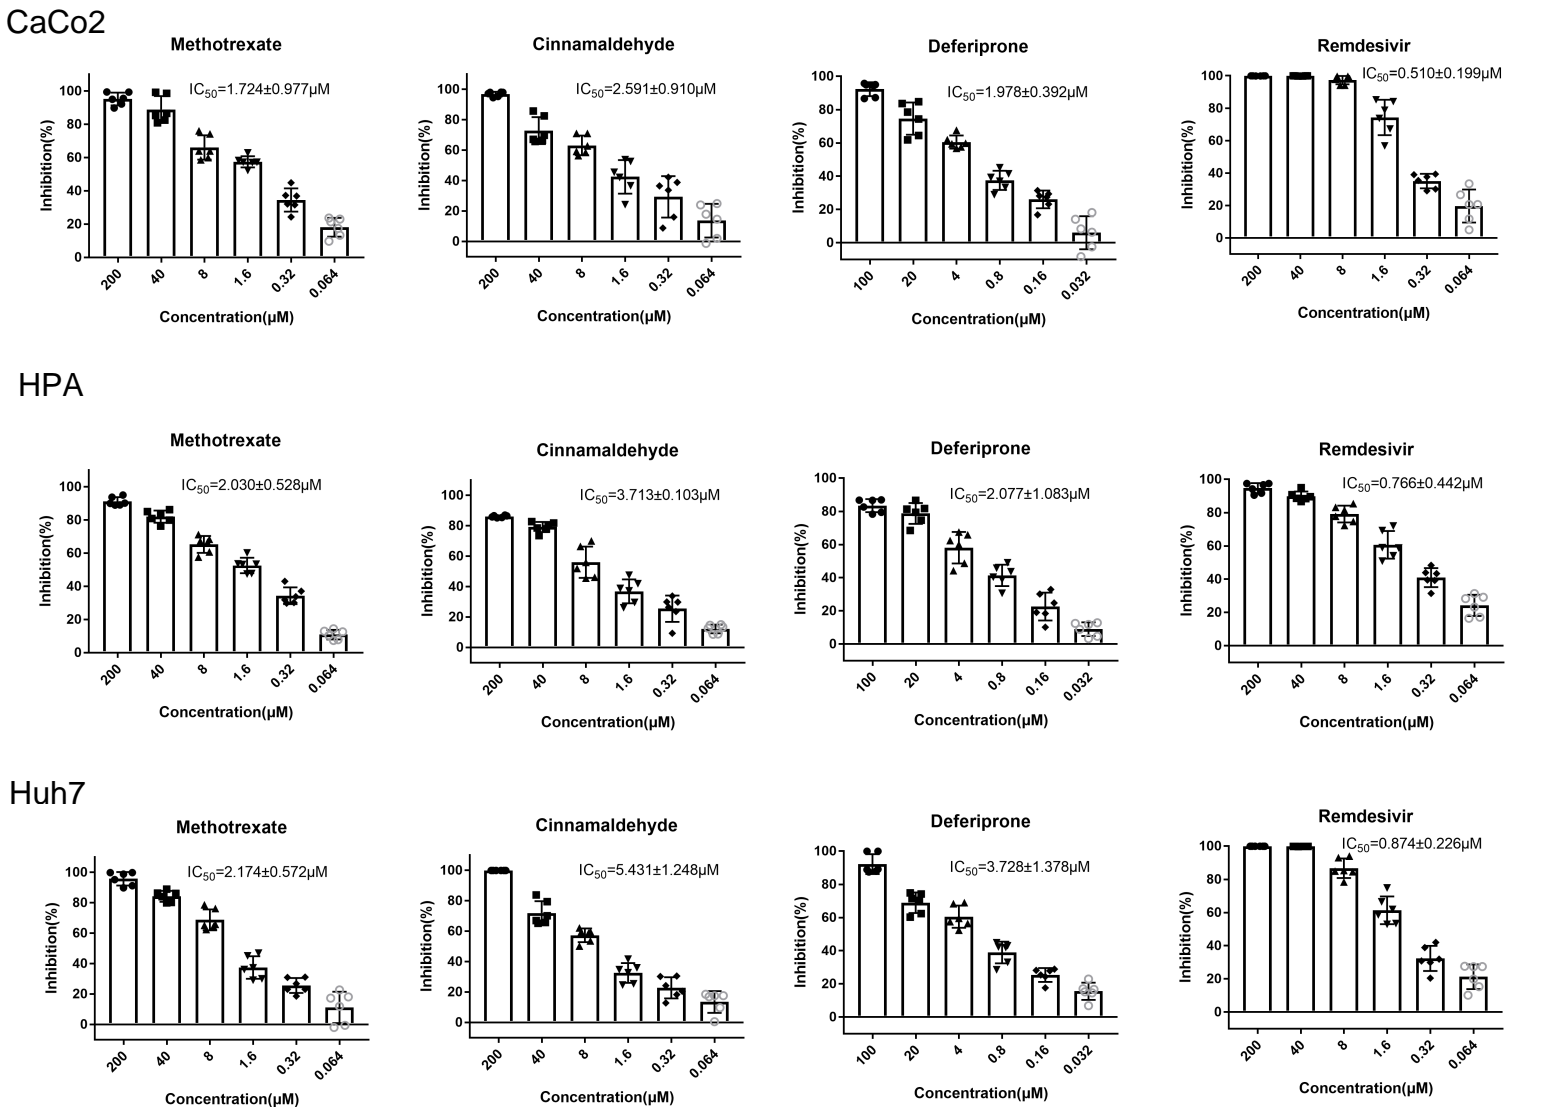 CaCo2
Methotrexate
IC50=1.724±0.977µM
Inhibition(%)
100
80
60
40
20
0
200
40
8
1.6
0.32
0.064
Concentration(µM)
Cinnamaldehyde
IC50=2.591±0.910µM
Inhibition(%)
100
80
60
40
20
0
200
40
8
1.6
0.32
0.064
Concentration(µM)
Deferiprone
IC50=1.978±0.392µM
Inhibition(%)
100
80
60
40
20
0
100
20
4
0.8
0.16
0.032
Concentration(µM)
Remdesivir
IC50=0.510±0.199µM
Inhibition(%)
100
80
60
40
20
0
200
40
8
1.6
0.32
0.064
Concentration(µM)
HPA
Methotrexate
IC50=2.030±0.528µM
Inhibition(%)
100
80
60
40
20
0
200
40
8
1.6
0.32
0.064
Concentration(µM)
Cinnamaldehyde
IC50=3.713±0.103µM
Inhibition(%)
100
80
60
40
20
0
200
40
8
1.6
0.32
0.064
Concentration(µM)
Deferiprone
IC50=2.077±1.083µM
Inhibition(%)
100
80
60
40
20
0
100
20
4
0.8
0.16
0.032
Concentration(µM)
Remdesivir
IC50=0.766±0.442µM
Inhibition(%)
100
80
60
40
20
0
200
40
8
1.6
0.32
0.064
Concentration(µM)
Huh7
Methotrexate
IC50=2.174±0.572µM
Inhibition(%)
100
80
60
40
20
0
200
40
8
1.6
0.32
0.064
Concentration(µM)
Cinnamaldehyde
IC50=5.431±1.248µM
Inhibition(%)
100
80
60
40
20
0
200
40
8
1.6
0.32
0.064
Concentration(µM)
Deferiprone
IC50=3.728±1.378µM
Inhibition(%)
100
80
60
40
20
0
100
20
4
0.8
0.16
0.032
Concentration(µM)
Remdesivir
IC50=0.874±0.226µM
Inhibition(%)
100
80
60
40
20
0
200
40
8
1.6
0.32
0.064
Concentration(µM)